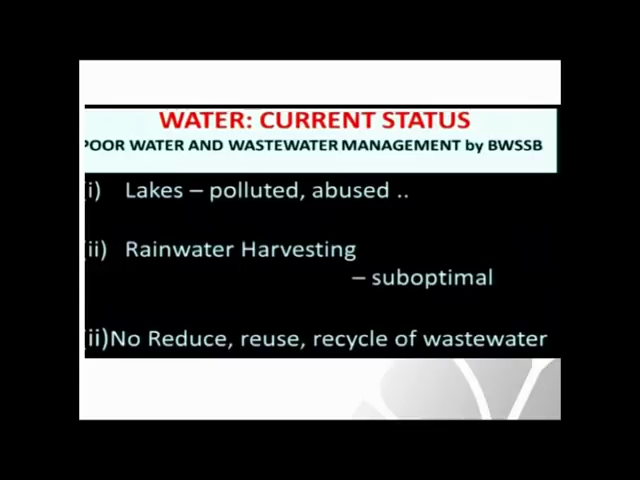 WATER: CURRENT STATUS
POOR WATER AND WASTEWATER MANAGEMENT by BWSSB
(i) Lakes – polluted, abused ..
(ii) Rainwater Harvesting
– suboptimal
(ii)No Reduce, reuse, recycle of wastewater